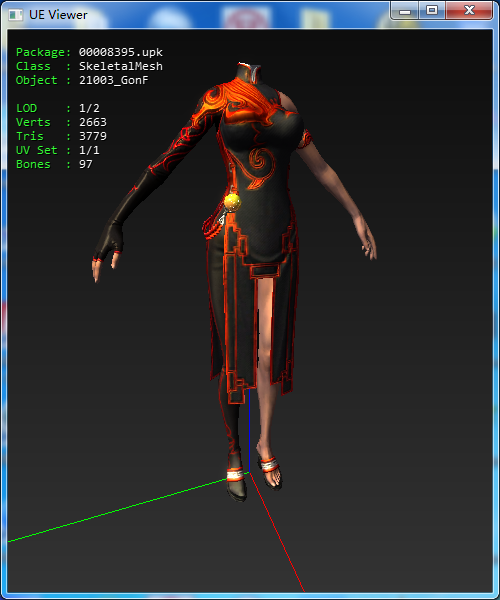 UE Viewer
Package: 00008395.upk
Class : SkeletalMesh
Object : 21003_GonF
LOD : 1/2
Verts : 2663
Tris : 3779
UV Set : 1/1
Bones : 97